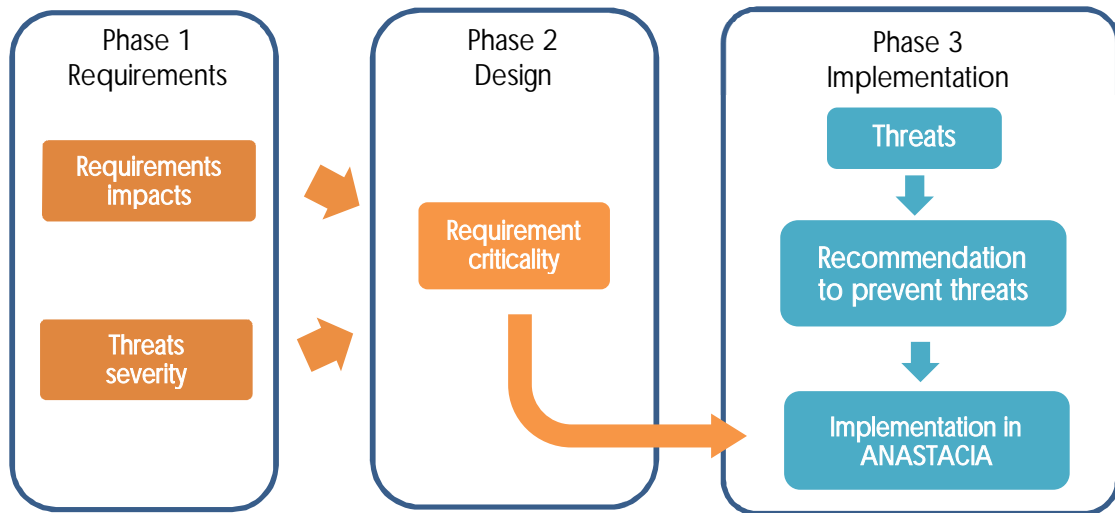 Phase 1
Requirements
Requirements
impacts
Threats
severity
Phase 2
Design
Requirement
criticality
Phase 3
Implementation
Threats
Recommendation
to prevent threats
Implementation in
ANASTACIA